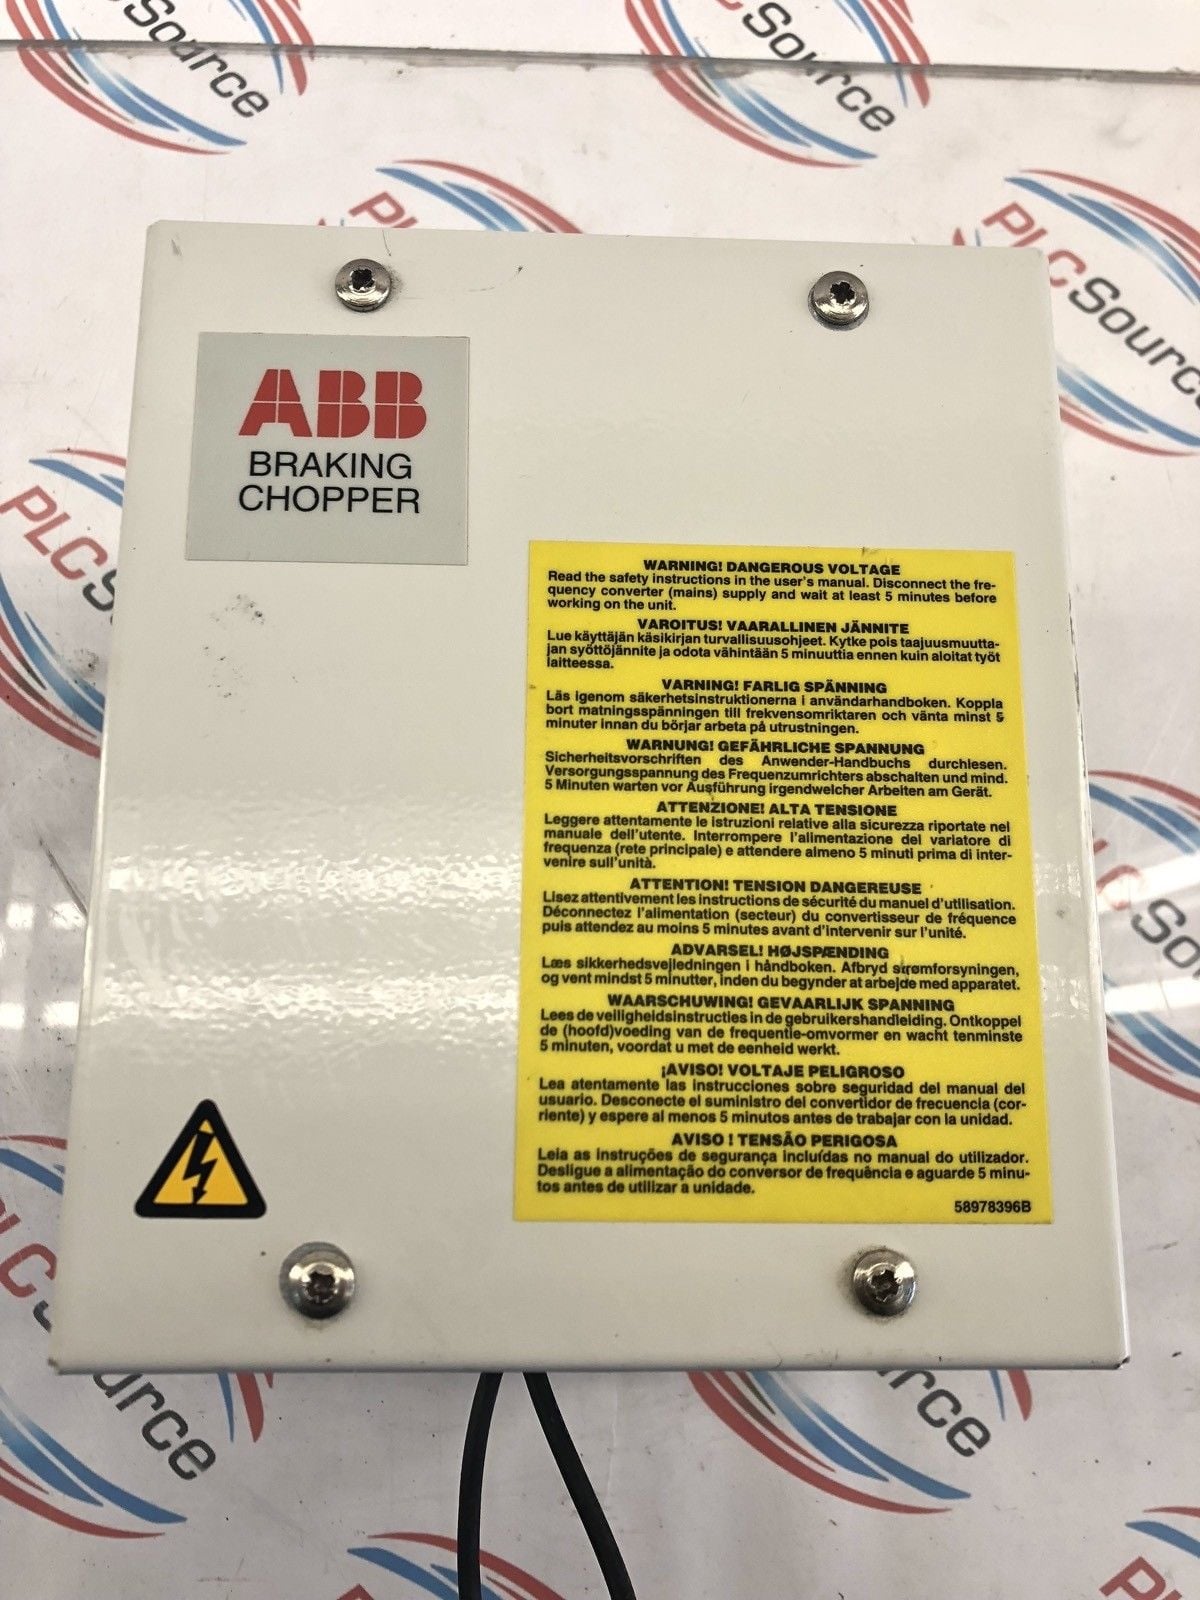 PLCSource
PLCSource
PLCSource
PLCSource
ABB
BRAKING
CHOPPER
WARNING! DANGEROUS VOLTAGE
Read the safety instructions in the user's manual. Disconnect the fre-
quency converter (mains) supply and wait at least 5 minutes before
working on the unit.
VAROITUS! VAARALLINEN JÄNNITE
Lue käyttäjän käsikirjan turvallisuusohjeet. Kytke pois taajuusmuutta-
jan syöttöjännite ja odota vähintään 5 minuuttia ennen kuin aloitat työt
laitteessa.
VARNING! FARLIG SPÄNNING
Läs igenom säkerhetsinstruktionerna i användarhandboken. Koppla
bort matningsspänningen till frekvensomriktaren och vänta minst 5
minuter innan du börjar arbeta på utrustningen.
WARNUNG! GEFÄHRLICHE SPANNUNG
Sicherheitsvorschriften des Anwender-Handbuchs durchlesen.
Versorgungsspannung des Frequenzumrichters abschalten und mind.
5 Minuten warten vor Ausführung irgendwelcher Arbeiten am Gerät.
ATTENZIONE! ALTA TENSIONE
Leggere attentamente le istruzioni relative alla sicurezza riportate nel
manuale dell'utente. Interrompere l'alimentazione del variatore di
frequenza (rete principale) e attendere almeno 5 minuti prima di inter-
venire sull'unità.
ATTENTION! TENSION DANGEREUSE
Lisez attentivement les instructions de sécurité du manuel d'utilisation.
Déconnectez l'alimentation (secteur) du convertisseur de fréquence
puis attendez au moins 5 minutes avant d'intervenir sur l'unité.
ADVARSEL! HØJSPÆNDING
Læs sikkerhedsvejledningen i håndboken. Afbryd strømforsyningen,
og vent mindst 5 minutter, inden du begynder at arbejde med apparatet.
WAARSCHUWING! GEVAARLIJK SPANNING
Lees de veiligheidsinstructies in de gebruikershandleiding. Ontkoppel
de (hoofd)voeding van de frequentie-omvormer en wacht tenminste
5 minuten, voordat u met de eenheid werkt.
¡AVISO! VOLTAJE PELIGROSO
Lea atentamente las instrucciones sobre seguridad del manual del
usuario. Desconecte el suministro del convertidor de frecuencia (cor-
riente) y espere al menos 5 minutos antes de trabajar con la unidad.
AVISO ! TENSÃO PERIGOSA
Leia as instruções de segurança incluídas no manual do utilizador.
Desligue a alimentação do conversor de frequência e aguarde 5 minu-
tos antes de utilizar a unidade.
58978396B